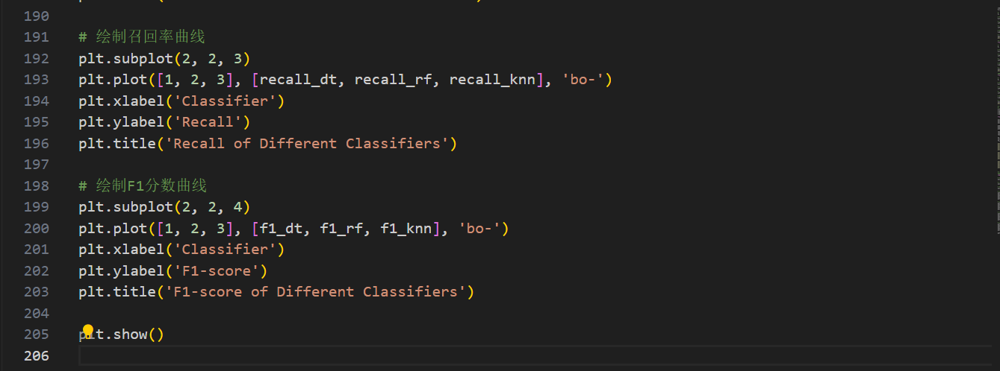 190
191 # 绘制召回率曲线
192 plt.subplot(2, 2, 3)
193 plt.plot([1, 2, 3], [recall_dt, recall_rf, recall_knn], 'bo-')
194 plt.xlabel('Classifier')
195 plt.ylabel('Recall')
196 plt.title('Recall of Different Classifiers')
197
198 # 绘制F1分数曲线
199 plt.subplot(2, 2, 4)
200 plt.plot([1, 2, 3], [f1_dt, f1_rf, f1_knn], 'bo-')
201 plt.xlabel('Classifier')
202 plt.ylabel('F1-score')
203 plt.title('F1-score of Different Classifiers')
204
205 plt.show()
206